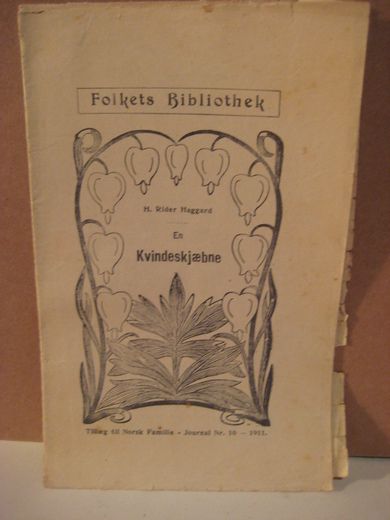 Folkets Bibliothek
H. Rider Haggard
En
Kvindeskjæbne
Tillæg til Norsk Familie - Journal Nr. 10 - 1911.